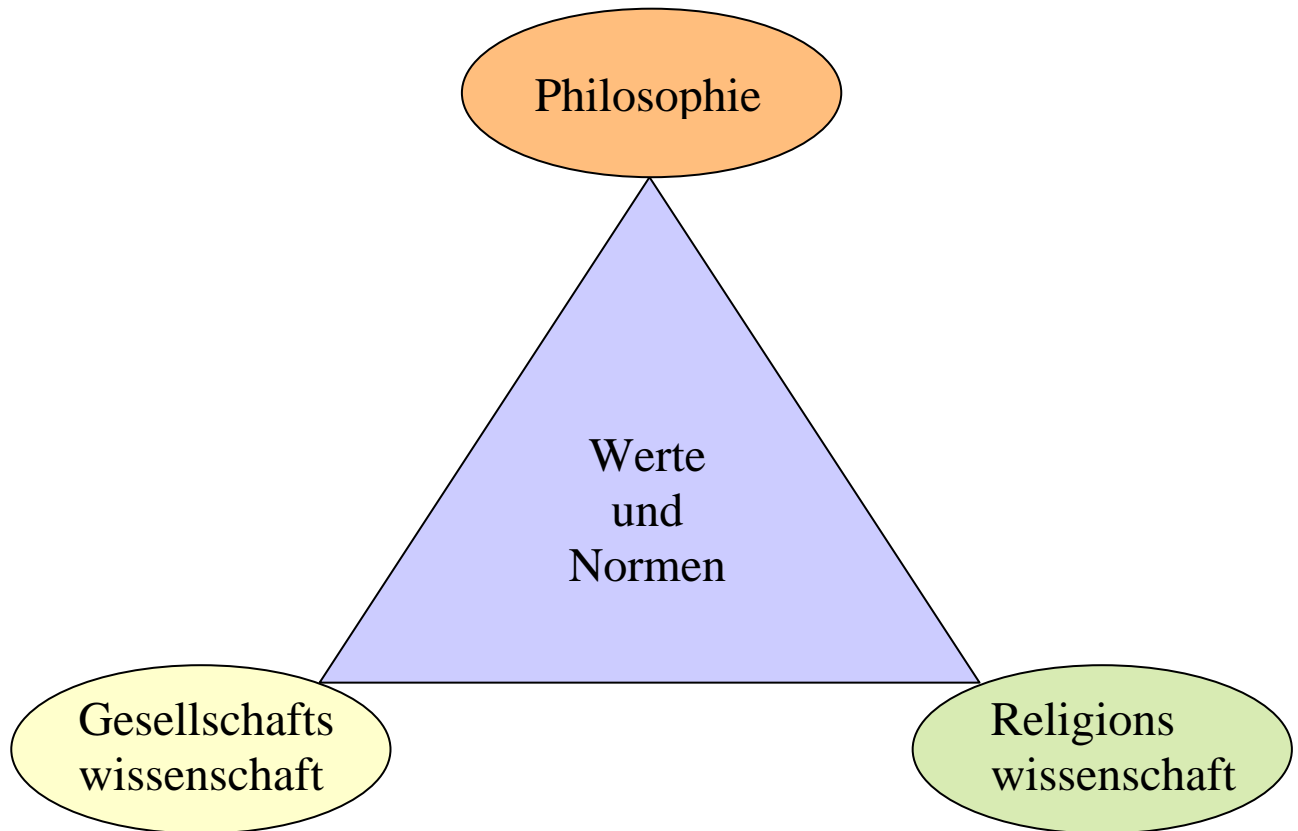 Philosophie
Werte
und
Normen
Gesellschafts
wissenschaft
Religions
wissenschaft